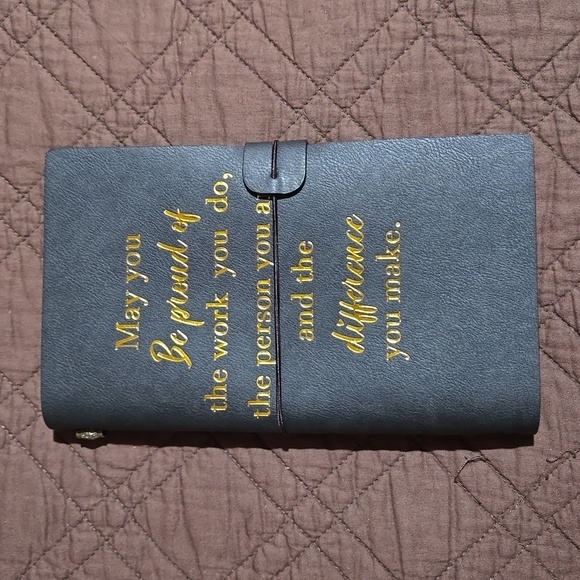 May you
Be proud of
the work you do,
the person you a
and the
difference
you make.